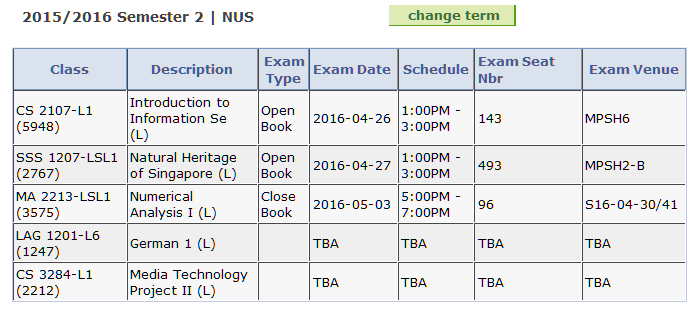 2015/2016 Semester 2 | NUS
change term
Class Description Exam Type Exam Date Schedule Exam Seat Nbr Exam Venue
CS 2107-L1 (5948) Introduction to Information Se (L) Open Book 2016-04-26 1:00PM - 3:00PM 143 MPSH6
SSS 1207-LSL1 (2767) Natural Heritage of Singapore (L) Open Book 2016-04-27 1:00PM - 3:00PM 493 MPSH2-B
MA 2213-LSL1 (3575) Numerical Analysis I (L) Close Book 2016-05-03 5:00PM - 7:00PM 96 S16-04-30/41
LAG 1201-L6 (1247) German 1 (L) TBA TBA TBA TBA
CS 3284-L1 (2212) Media Technology Project II (L) TBA TBA TBA TBA